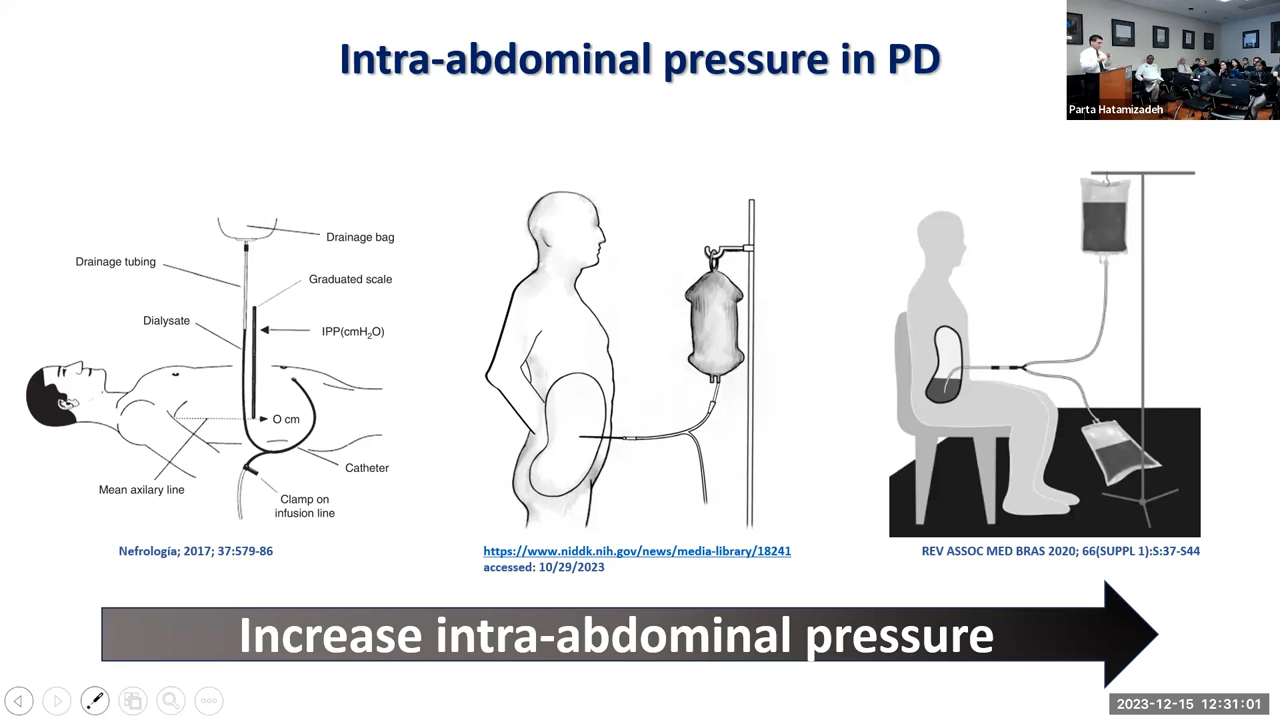 Intra-abdominal pressure in PD
Parta Hatamizadeh
Drainage bag
Drainage tubing
Graduated scale
Dialysate
IPP(cmH₂O)
O cm
Catheter
Mean axilary line
Clamp on
infusion line
Nefrología; 2017; 37:579-86
https://www.niddk.nih.gov/news/media-library/18241
accessed: 10/29/2023
REV ASSOC MED BRAS 2020; 66(SUPPL 1):S:37-S44
Increase intra-abdominal pressure
2023-12-15 12:31:01